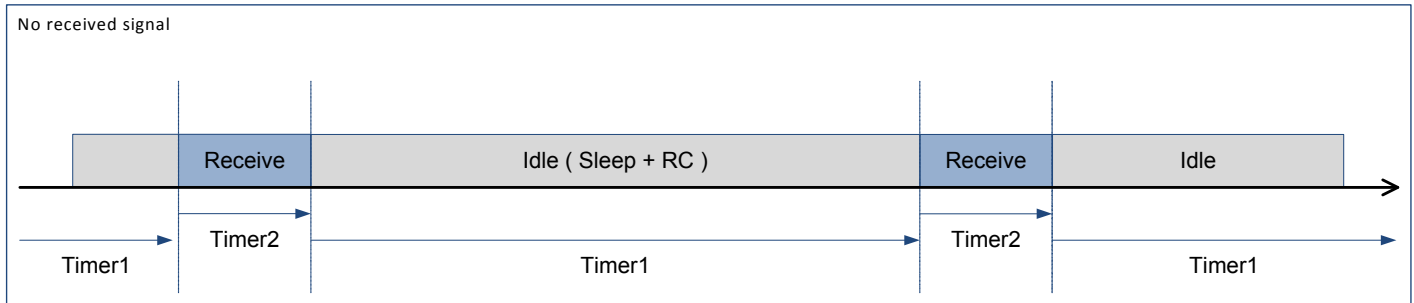 No received signal
Receive
Idle ( Sleep + RC )
Receive
Idle
Timer2
Timer2
Timer1
Timer1
Timer1